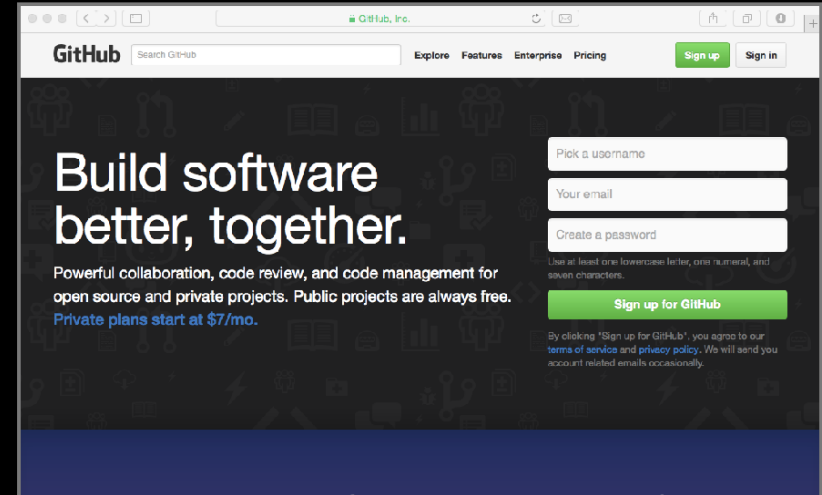 GitHub, Inc.
GitHub Search GitHub Explore Features Enterprise Pricing Sign up Sign in
Build software
better, together.
Powerful collaboration, code review, and code management for
open source and private projects. Public projects are always free.
Private plans start at $7/mo.
Pick a username
Your email
Create a password
Use at least one lowercase letter, one numeral, and
seven characters.
Sign up for GitHub
By clicking "Sign up for GitHub", you agree to our
terms of service and privacy policy. We will send you
account related emails occasionally.